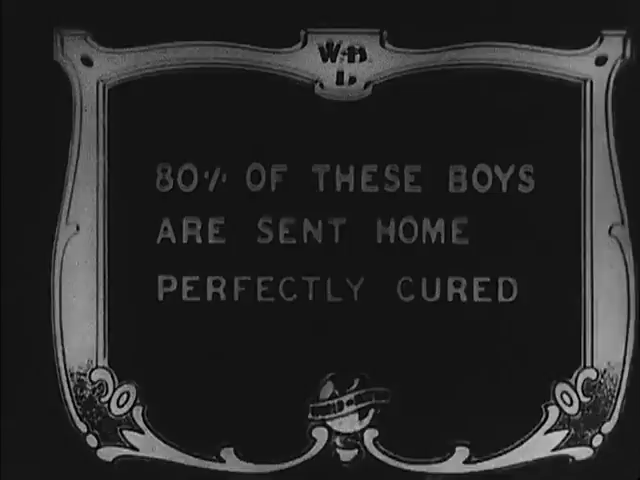 80% OF THESE BOYS
ARE SENT HOME
PERFECTLY CURED